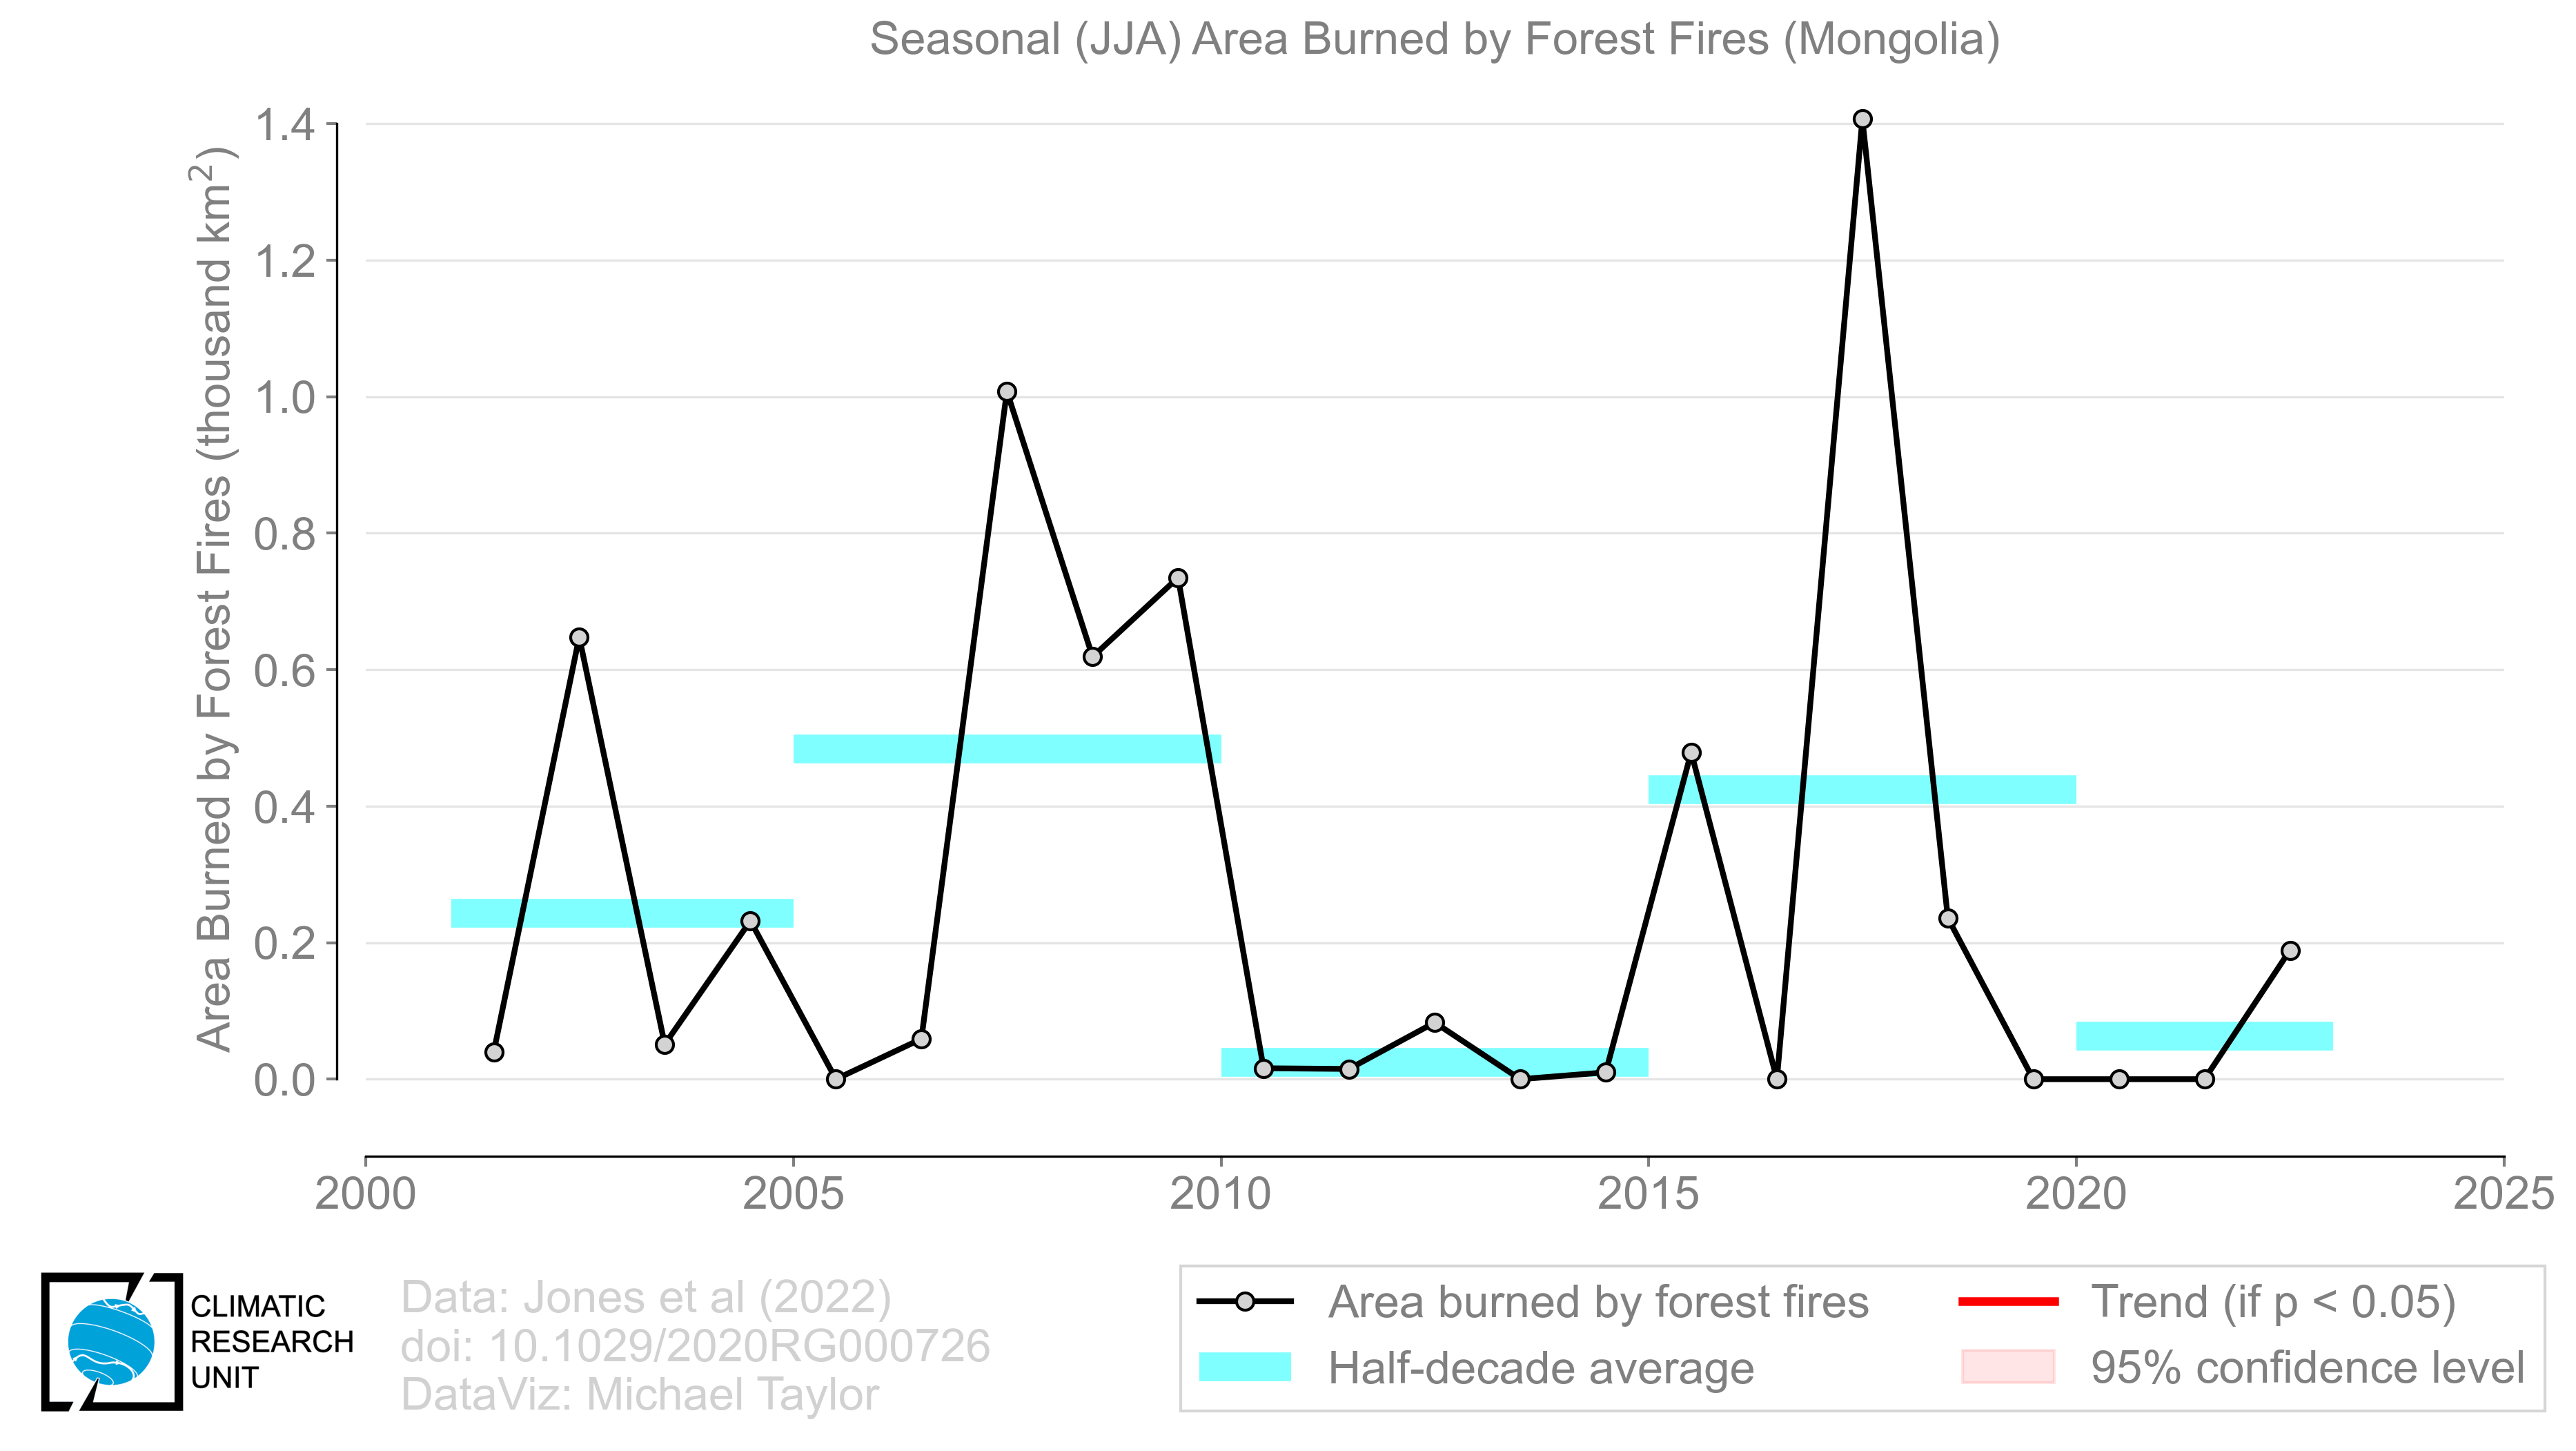 Seasonal (JJA) Area Burned by Forest Fires (Mongolia)
Area Burned by Forest Fires (thousand km²)
1.4
1.2
1.0
0.8
0.6
0.4
0.2
0.0
2000 2005 2010 2015 2020 2025
CLIMATIC
RESEARCH
UNIT
Data: Jones et al (2022)
doi: 10.1029/2020RG000726
DataViz: Michael Taylor
Area burned by forest fires
Half-decade average
Trend (if p < 0.05)
95% confidence level